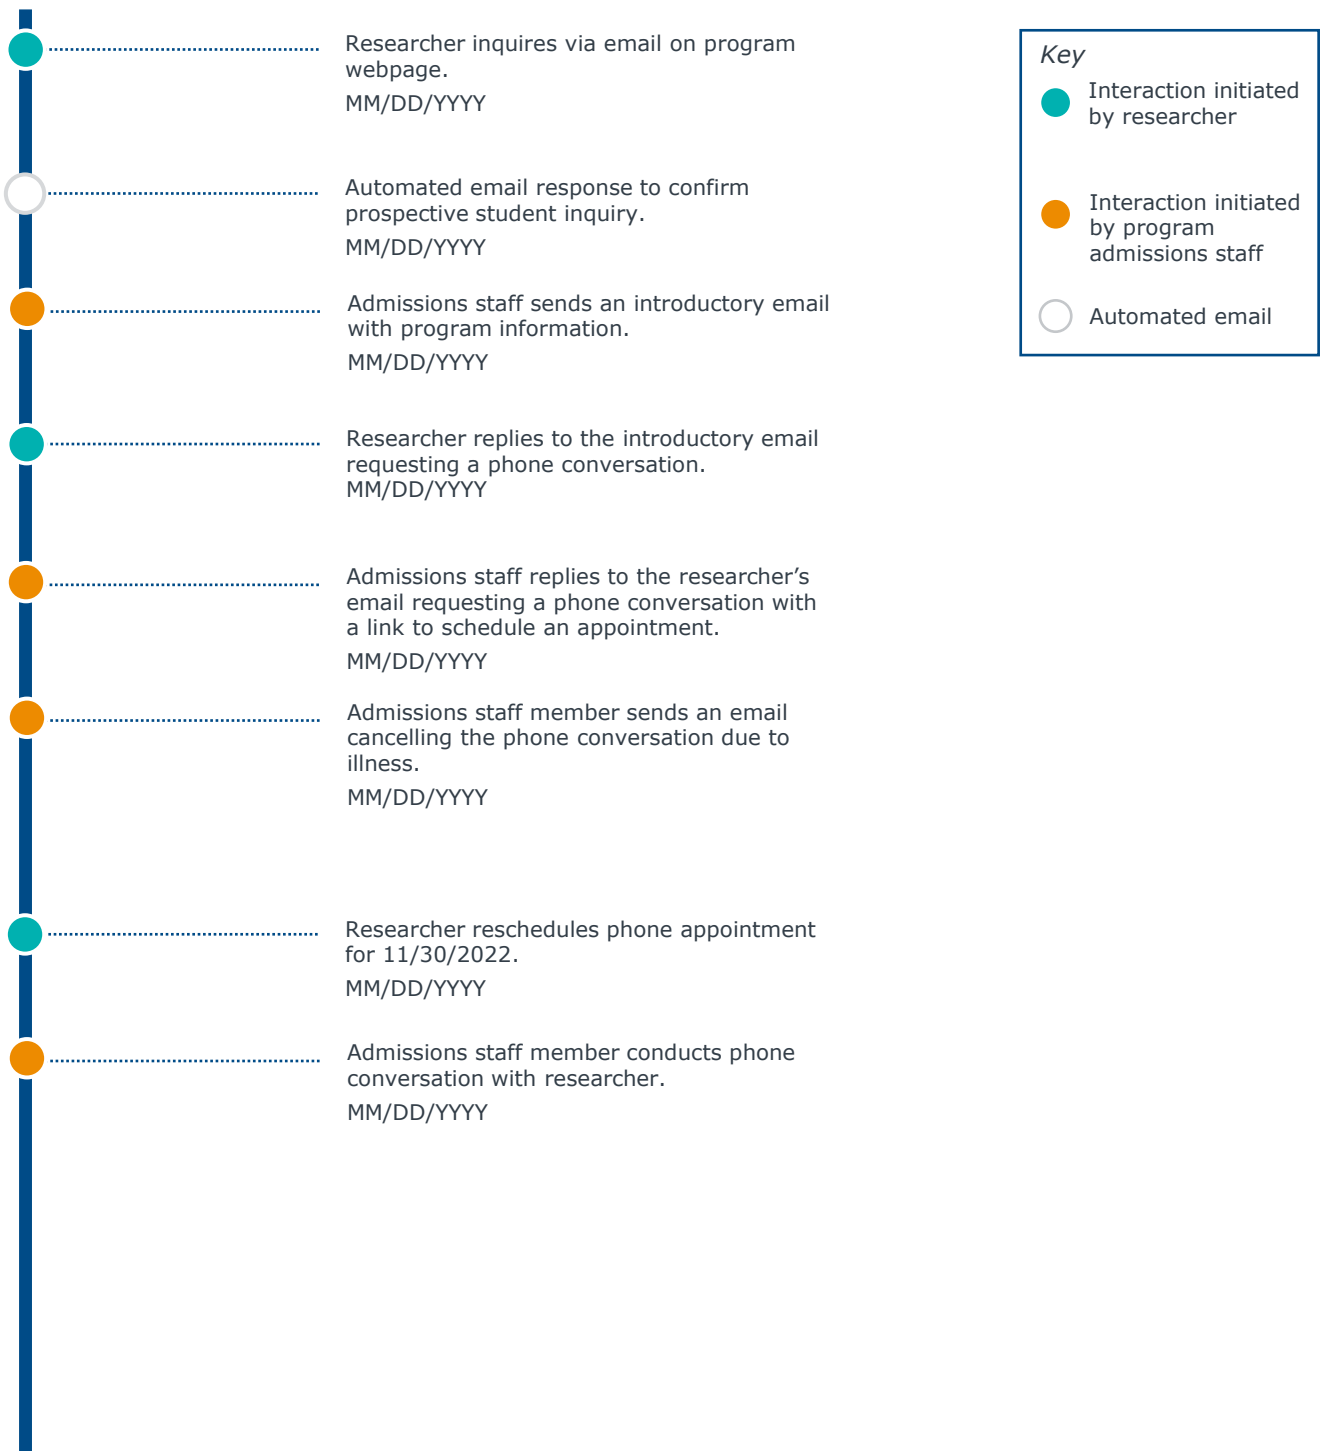 Researcher inquires via email on program
webpage.
MM/DD/YYYY
Automated email response to confirm
prospective student inquiry.
MM/DD/YYYY
Admissions staff sends an introductory email
with program information.
MM/DD/YYYY
Researcher replies to the introductory email
requesting a phone conversation.
MM/DD/YYYY
Admissions staff replies to the researcher’s
email requesting a phone conversation with
a link to schedule an appointment.
MM/DD/YYYY
Admissions staff member sends an email
cancelling the phone conversation due to
illness.
MM/DD/YYYY
Researcher reschedules phone appointment
for 11/30/2022.
MM/DD/YYYY
Admissions staff member conducts phone
conversation with researcher.
MM/DD/YYYY
Key
Interaction initiated
by researcher
Interaction initiated
by program
admissions staff
Automated email